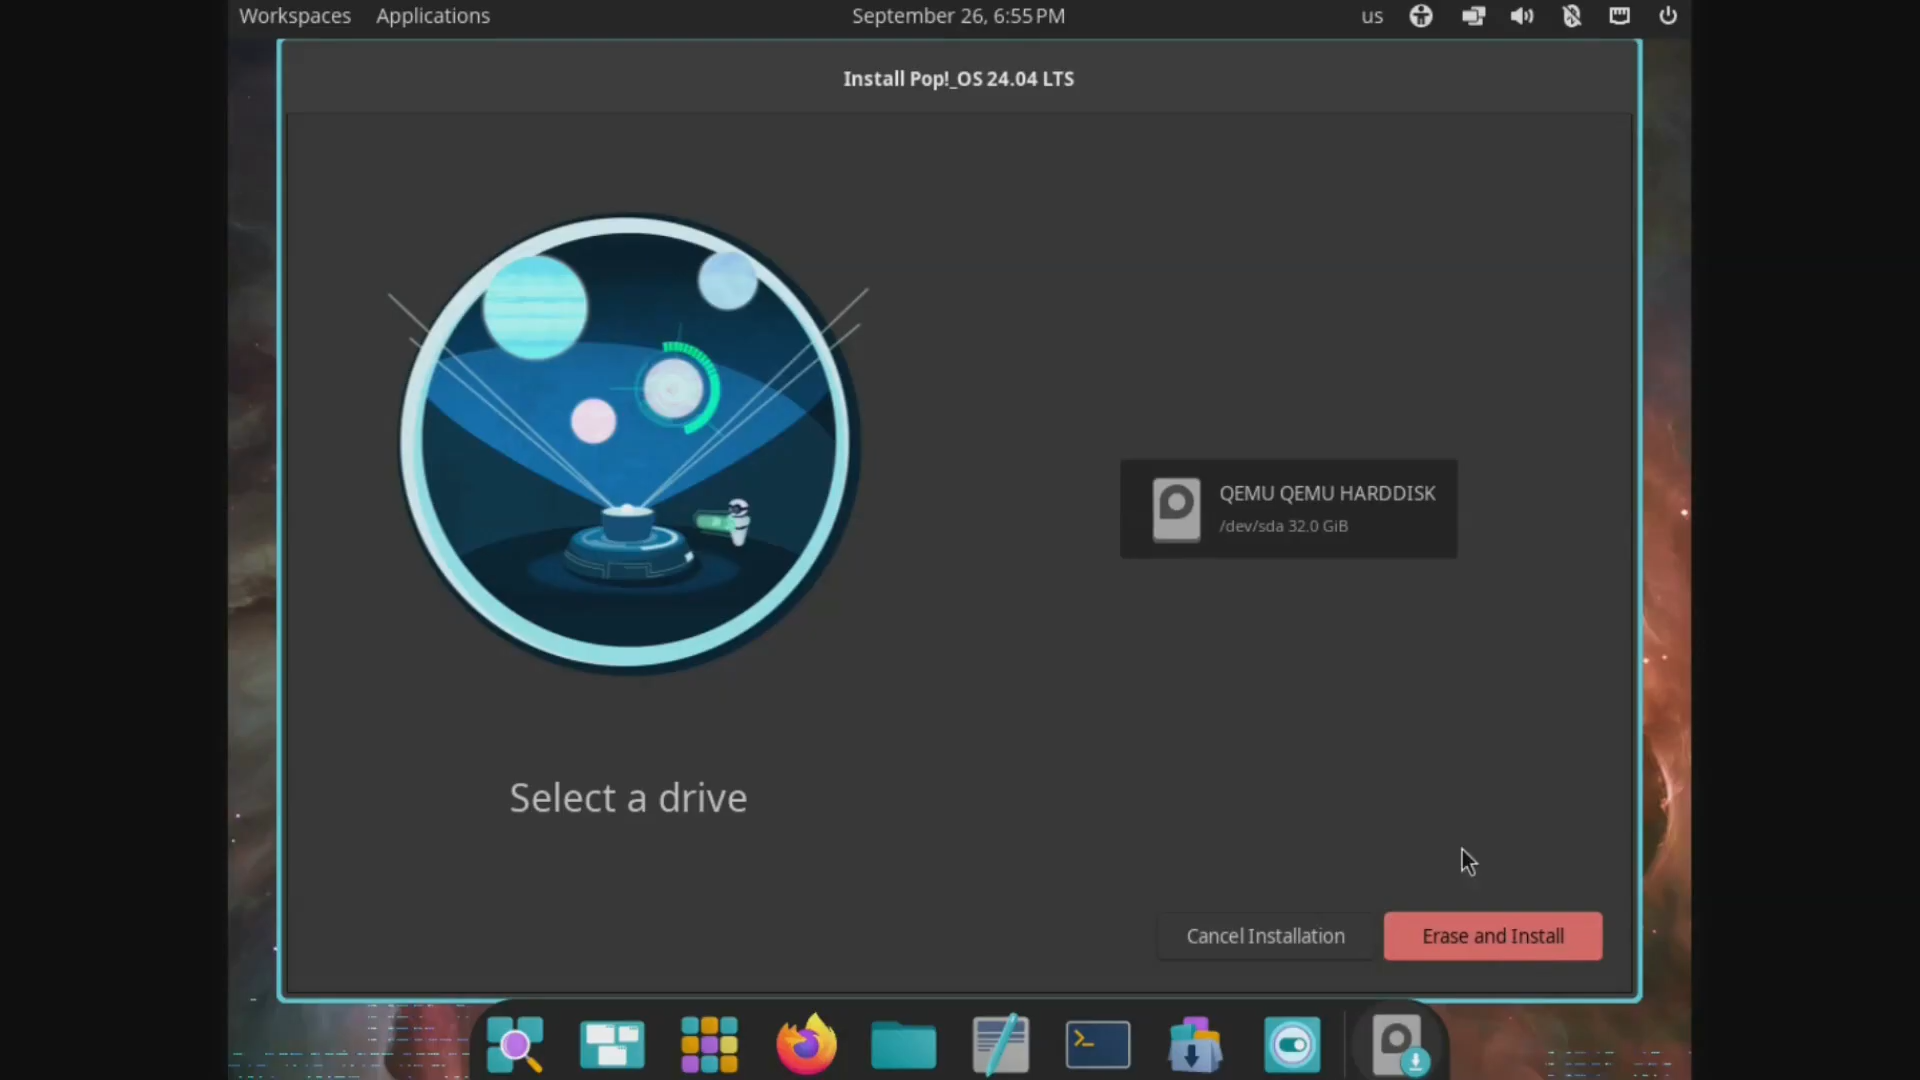 Workspaces Applications September 26, 6:55 PM us
Install Pop!_OS 24.04 LTS
QEMU QEMU HARDDISK
/dev/sda 32.0 GiB
Select a drive
Cancel Installation Erase and Install